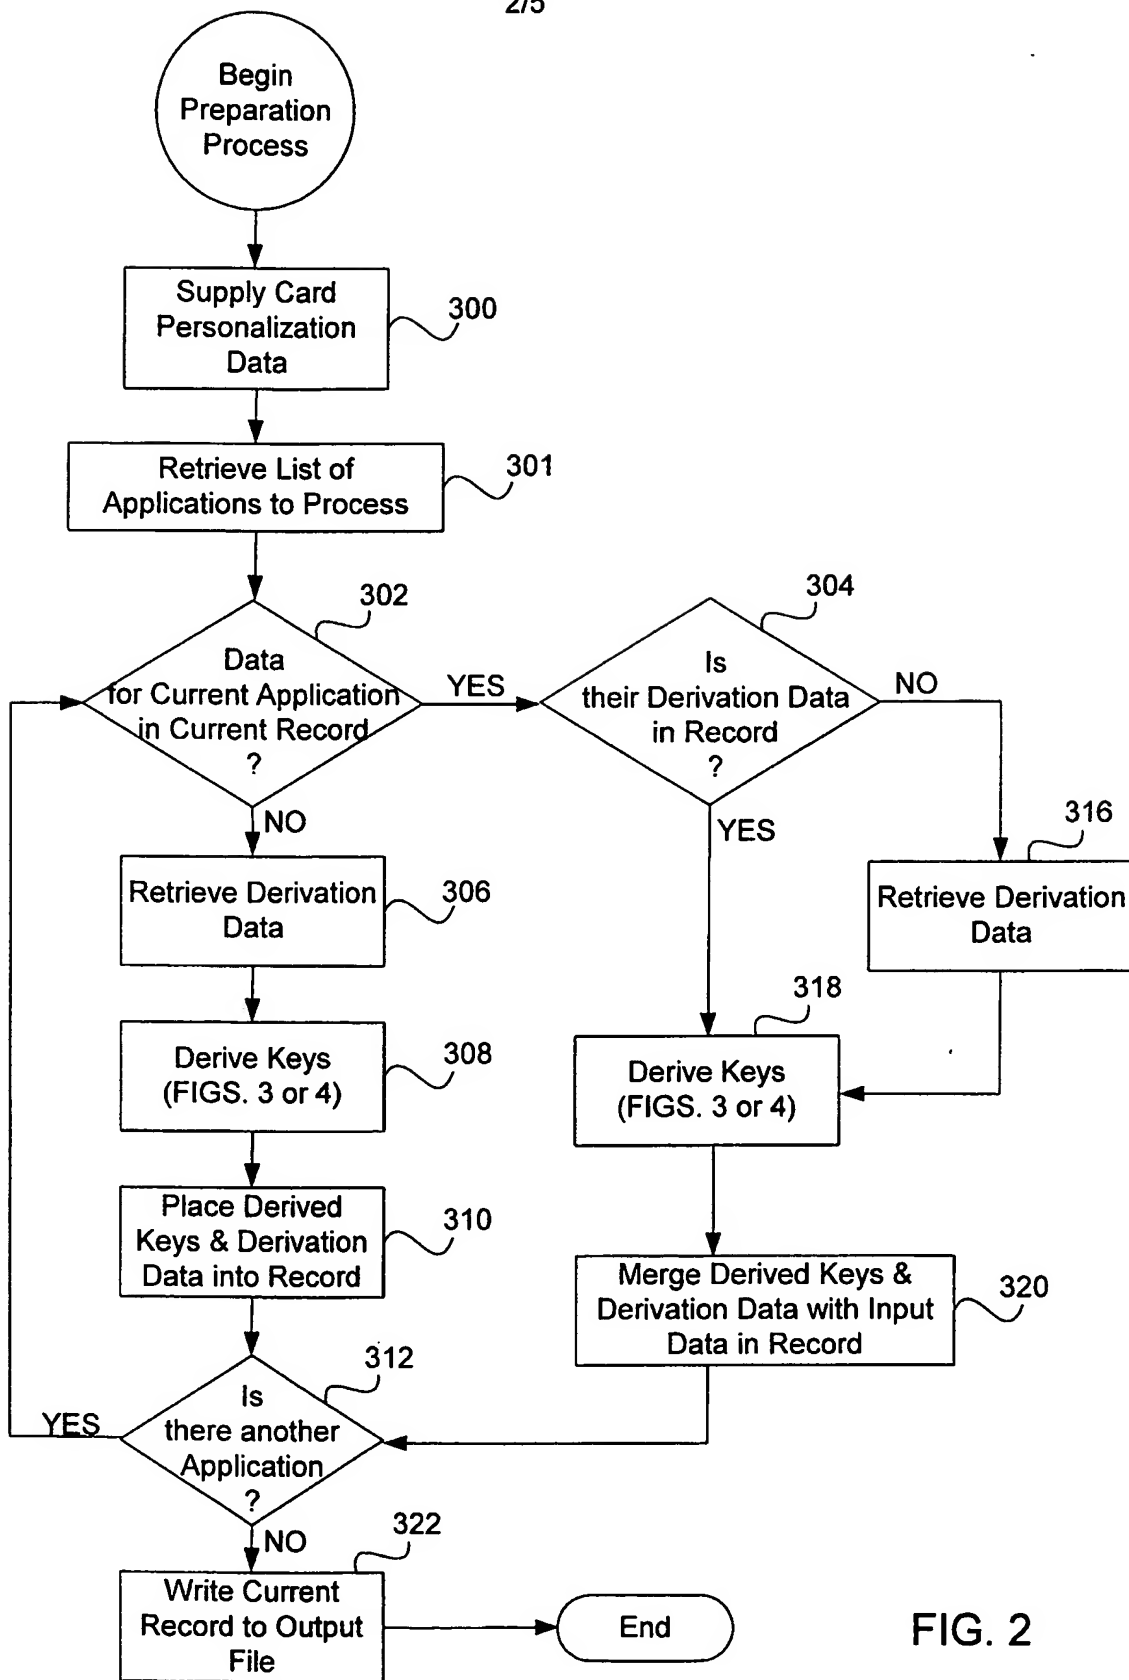 2/5
Begin
Preparation
Process
Supply Card
Personalization
Data
300
Retrieve List of
Applications to Process
301
302
Data
for Current Application
in Current Record
?
YES
NO
304
Is
their Derivation Data
in Record
?
NO
YES
316
Retrieve Derivation
Data
Retrieve Derivation
Data
306
318
Derive Keys
(FIGS. 3 or 4)
Derive Keys
(FIGS. 3 or 4)
308
Place Derived
Keys & Derivation
Data into Record
310
Merge Derived Keys &
Derivation Data with Input
Data in Record
320
312
Is
there another
Application
?
YES
NO
322
Write Current
Record to Output
File
End
FIG. 2